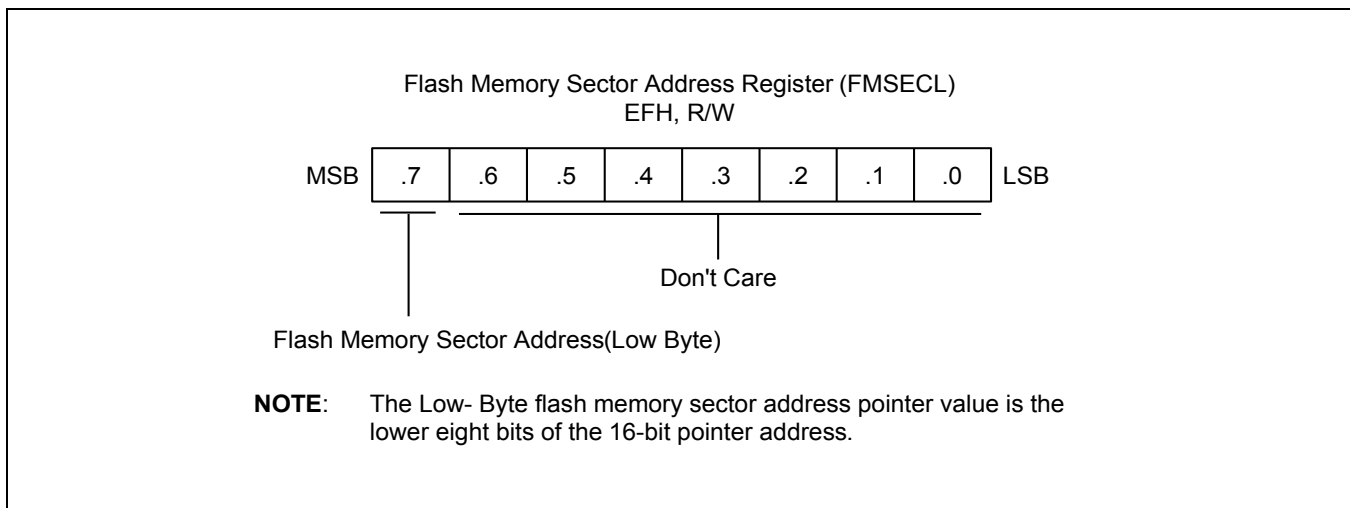 Flash Memory Sector Address Register (FMSECL)
EFH, R/W
MSB .7 .6 .5 .4 .3 .2 .1 .0 LSB
Don't Care
Flash Memory Sector Address(Low Byte)
NOTE: The Low- Byte flash memory sector address pointer value is the
lower eight bits of the 16-bit pointer address.